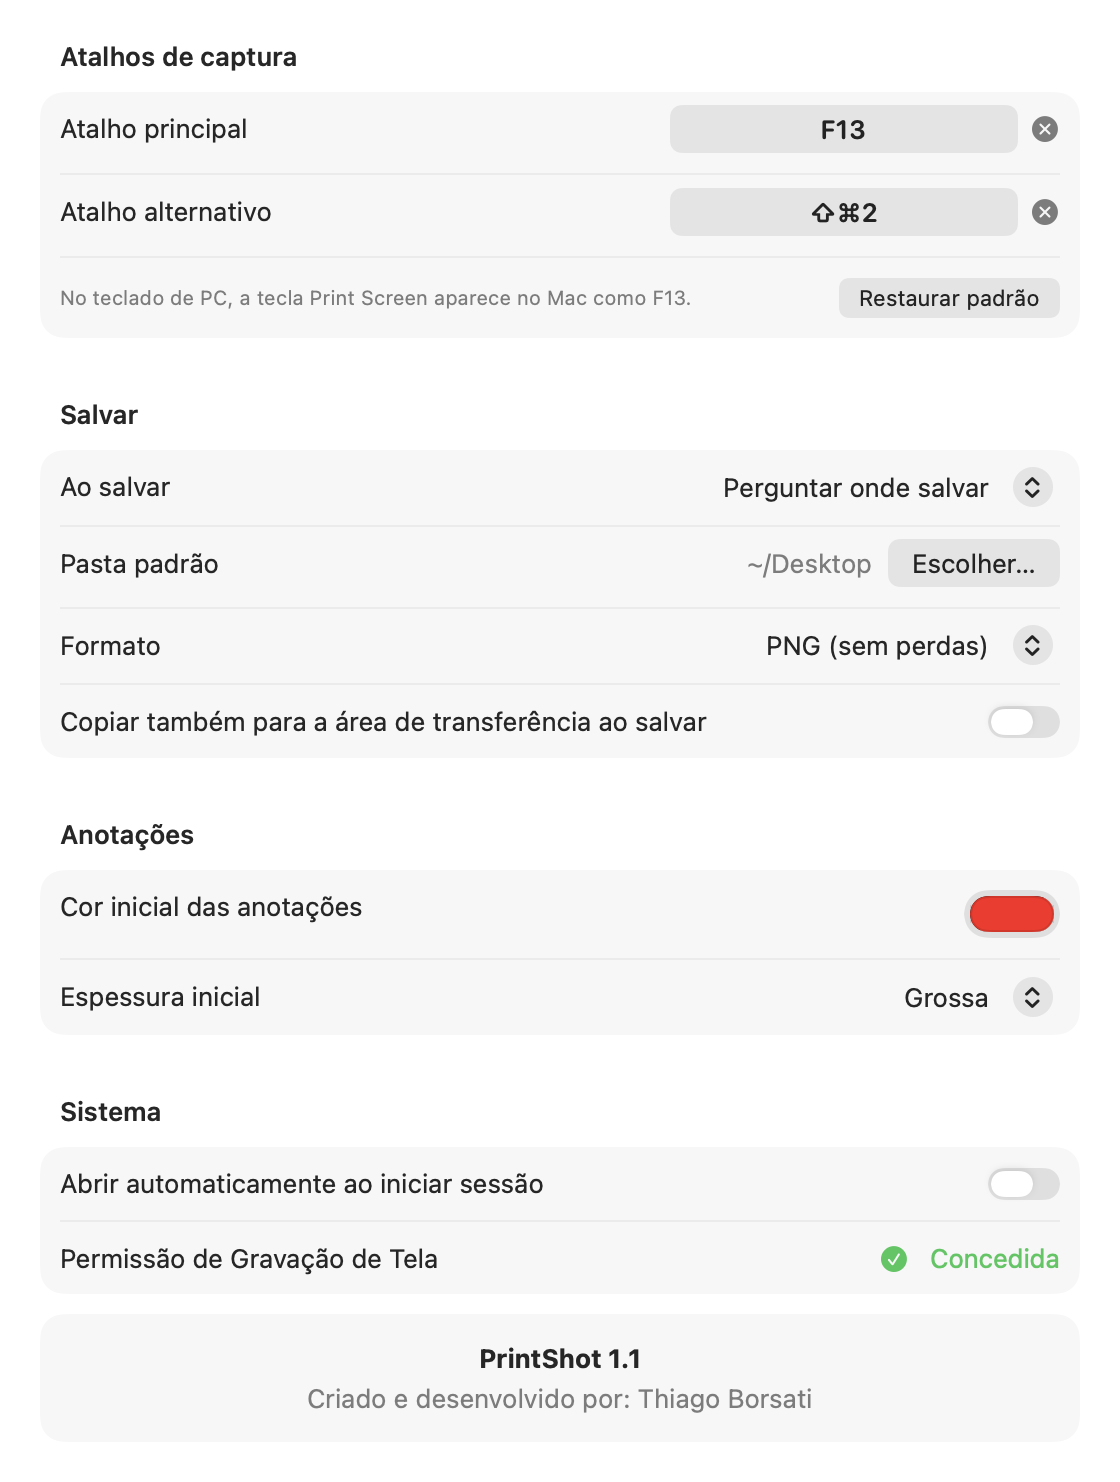 Atalhos de captura
Atalho principal F13
Atalho alternativo ⇧⌘2
No teclado de PC, a tecla Print Screen aparece no Mac como F13. Restaurar padrão
Salvar
Ao salvar Perguntar onde salvar
Pasta padrão ~/Desktop Escolher...
Formato PNG (sem perdas)
Copiar também para a área de transferência ao salvar
Anotações
Cor inicial das anotações
Espessura inicial Grossa
Sistema
Abrir automaticamente ao iniciar sessão
Permissão de Gravação de Tela Concedida
PrintShot 1.1
Criado e desenvolvido por: Thiago Borsati